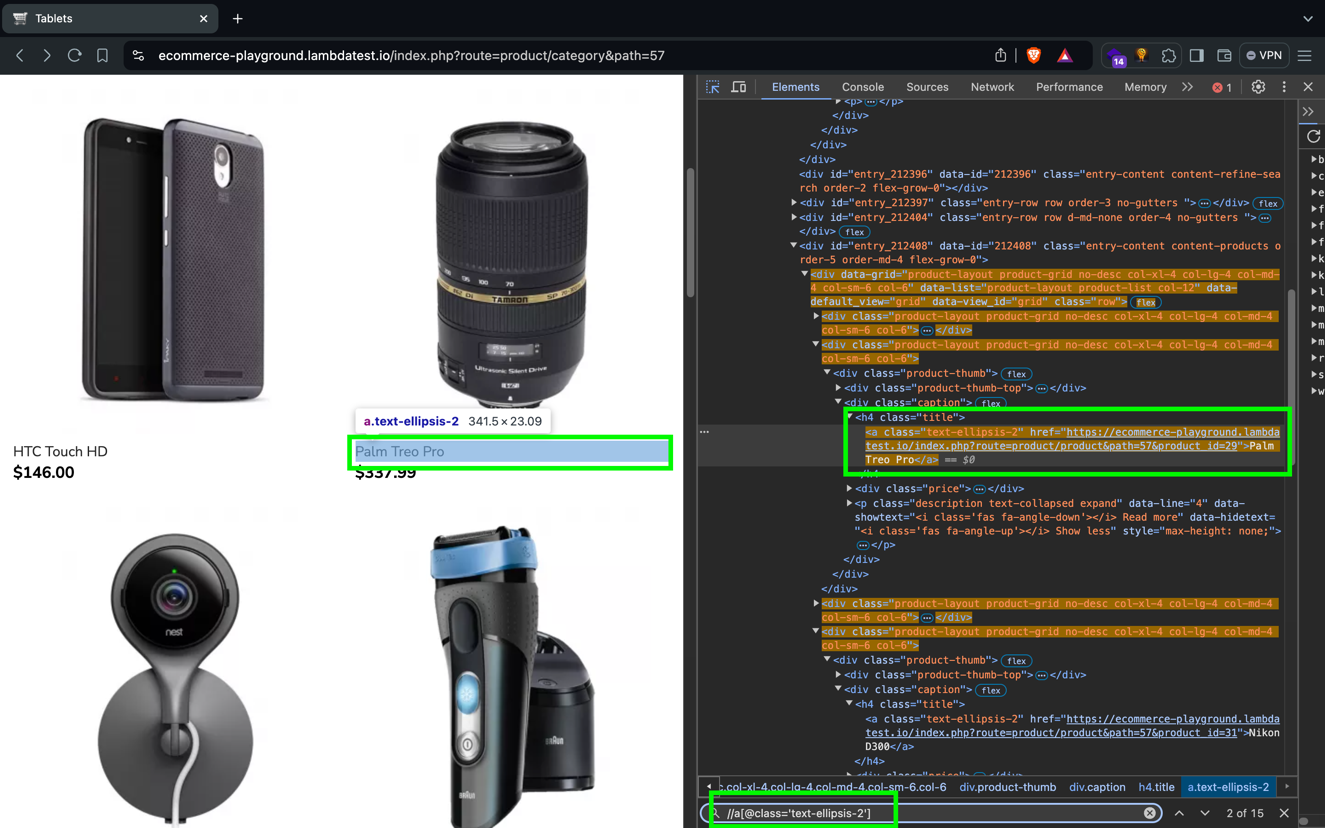 Tablets
ecommerce-playground.lambdatest.io/index.php?route=product/category&path=57
14
VPN
Elements Console Sources Network Performance Memory 1
<p> </p>
</div>
</div>
</div>
</div>
<div id="entry_212396" data-id="212396" class="entry-content content-refine-sea
rch order-2 flex-grow-0"></div>
<div id="entry_212397" class="entry-row row order-3 no-gutters "> </div> flex
<div id="entry_212404" class="entry-row row d-md-none order-4 no-gutters ">
</div> flex
<div id="entry_212408" data-id="212408" class="entry-content content-products o
rder-5 order-md-4 flex-grow-0">
<div data-grid="product-layout product-grid no-desc col-xl-4 col-lg-4 col-md-
4 col-sm-6 col-6" data-list="product-layout product-list col-12" data-
default_view="grid" data-view_id="grid" class="row"> flex
<div class="product-layout product-grid no-desc col-xl-4 col-lg-4 col-md-4
col-sm-6 col-6"> </div>
<div class="product-layout product-grid no-desc col-xl-4 col-lg-4 col-md-4
col-sm-6 col-6">
<div class="product-thumb"> flex
<div class="product-thumb-top"> </div>
<div class="caption"> flex
<h4 class="title">
<a class="text-ellipsis-2" href="https://ecommerce-playground.lambda
test.io/index.php?route=product/product&path=57&product_id=29">Palm
Treo Pro</a> == $0
<div class="price"> </div>
<p class="description text-collapsed expand" data-line="4" data-
showtext="<i class='fas fa-angle-down'></i> Read more" data-hidetext=
"<i class='fas fa-angle-up'></i> Show less" style="max-height: none;">
</p>
</div>
</div>
</div>
<div class="product-layout product-grid no-desc col-xl-4 col-lg-4 col-md-4
col-sm-6 col-6"> </div>
<div class="product-layout product-grid no-desc col-xl-4 col-lg-4 col-md-4
col-sm-6 col-6">
<div class="product-thumb"> flex
<div class="product-thumb-top"> </div>
<div class="caption"> flex
<h4 class="title">
<a class="text-ellipsis-2" href="https://ecommerce-playground.lambda
test.io/index.php?route=product/product&path=57&product_id=31">Nikon
D300</a>
</h4>
c.col-xl-4.col-lg-4.col-md-4.col-sm-6.col-6 div.product-thumb div.caption h4.title a.text-ellipsis-2
//a[@class='text-ellipsis-2'] 2 of 15
100 70
TAMRON SP
Ultrasonic Silent Drive
a.text-ellipsis-2 341.5 × 23.09
HTC Touch HD
$146.00
Palm Treo Pro
$337.99
nest
BRAUN